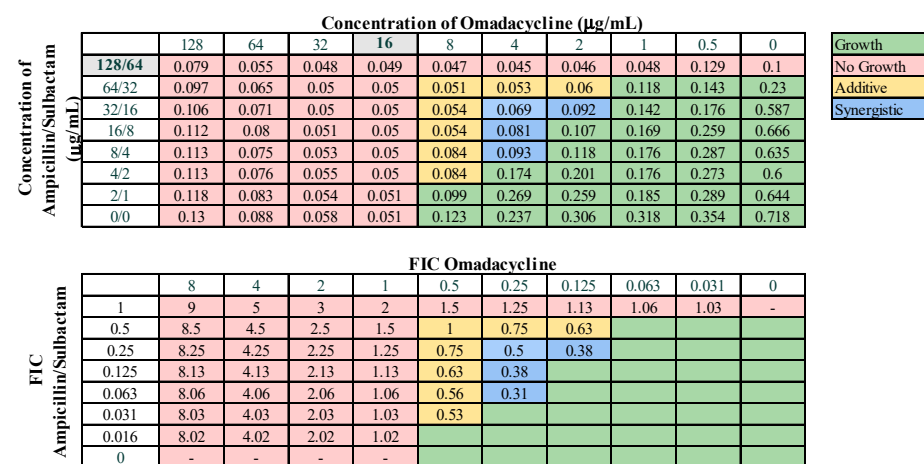 Concentration of Omadacycline (µg/mL)
128 64 32 16 8 4 2 1 0.5 0
128/64 0.079 0.055 0.048 0.049 0.047 0.045 0.046 0.048 0.129 0.1
64/32 0.097 0.065 0.05 0.05 0.051 0.053 0.06 0.118 0.143 0.23
32/16 0.106 0.071 0.05 0.05 0.054 0.069 0.092 0.142 0.176 0.587
16/8 0.112 0.08 0.051 0.05 0.054 0.081 0.107 0.169 0.259 0.666
8/4 0.113 0.075 0.053 0.05 0.084 0.093 0.118 0.176 0.287 0.635
4/2 0.113 0.076 0.055 0.05 0.084 0.174 0.201 0.176 0.273 0.6
2/1 0.118 0.083 0.054 0.051 0.099 0.269 0.259 0.185 0.289 0.644
0/0 0.13 0.088 0.058 0.051 0.123 0.237 0.306 0.318 0.354 0.718
Concentration of
Ampicillin/Sulbactam
(µg/mL)
Growth
No Growth
Additive
Synergistic
FIC Omadacycline
8 4 2 1 0.5 0.25 0.125 0.063 0.031 0
1 9 5 3 2 1.5 1.25 1.13 1.06 1.03 -
0.5 8.5 4.5 2.5 1.5 1 0.75 0.63
0.25 8.25 4.25 2.25 1.25 0.75 0.5 0.38
0.125 8.13 4.13 2.13 1.13 0.63 0.38
0.063 8.06 4.06 2.06 1.06 0.56 0.31
0.031 8.03 4.03 2.03 1.03 0.53
0.016 8.02 4.02 2.02 1.02
0 - - - -
FIC
Ampicillin/Sulbactam